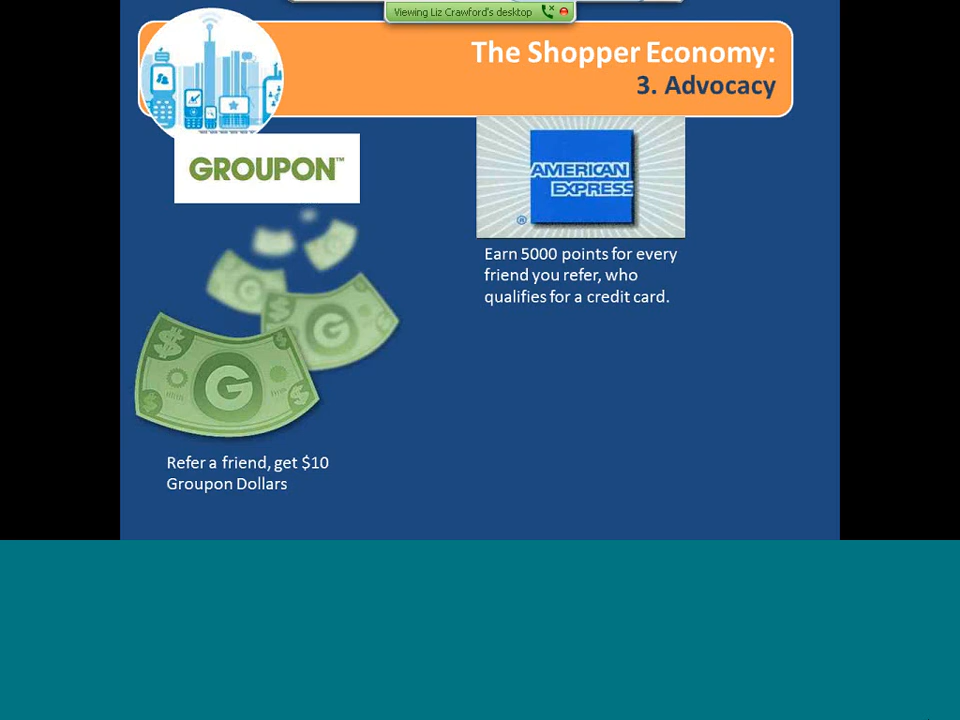 Viewing Liz Crawford's desktop
The Shopper Economy:
3. Advocacy
GROUPON™
AMERICAN
EXPRESS
®
Earn 5000 points for every
friend you refer, who
qualifies for a credit card.
$ G $
G
Refer a friend, get $10
Groupon Dollars